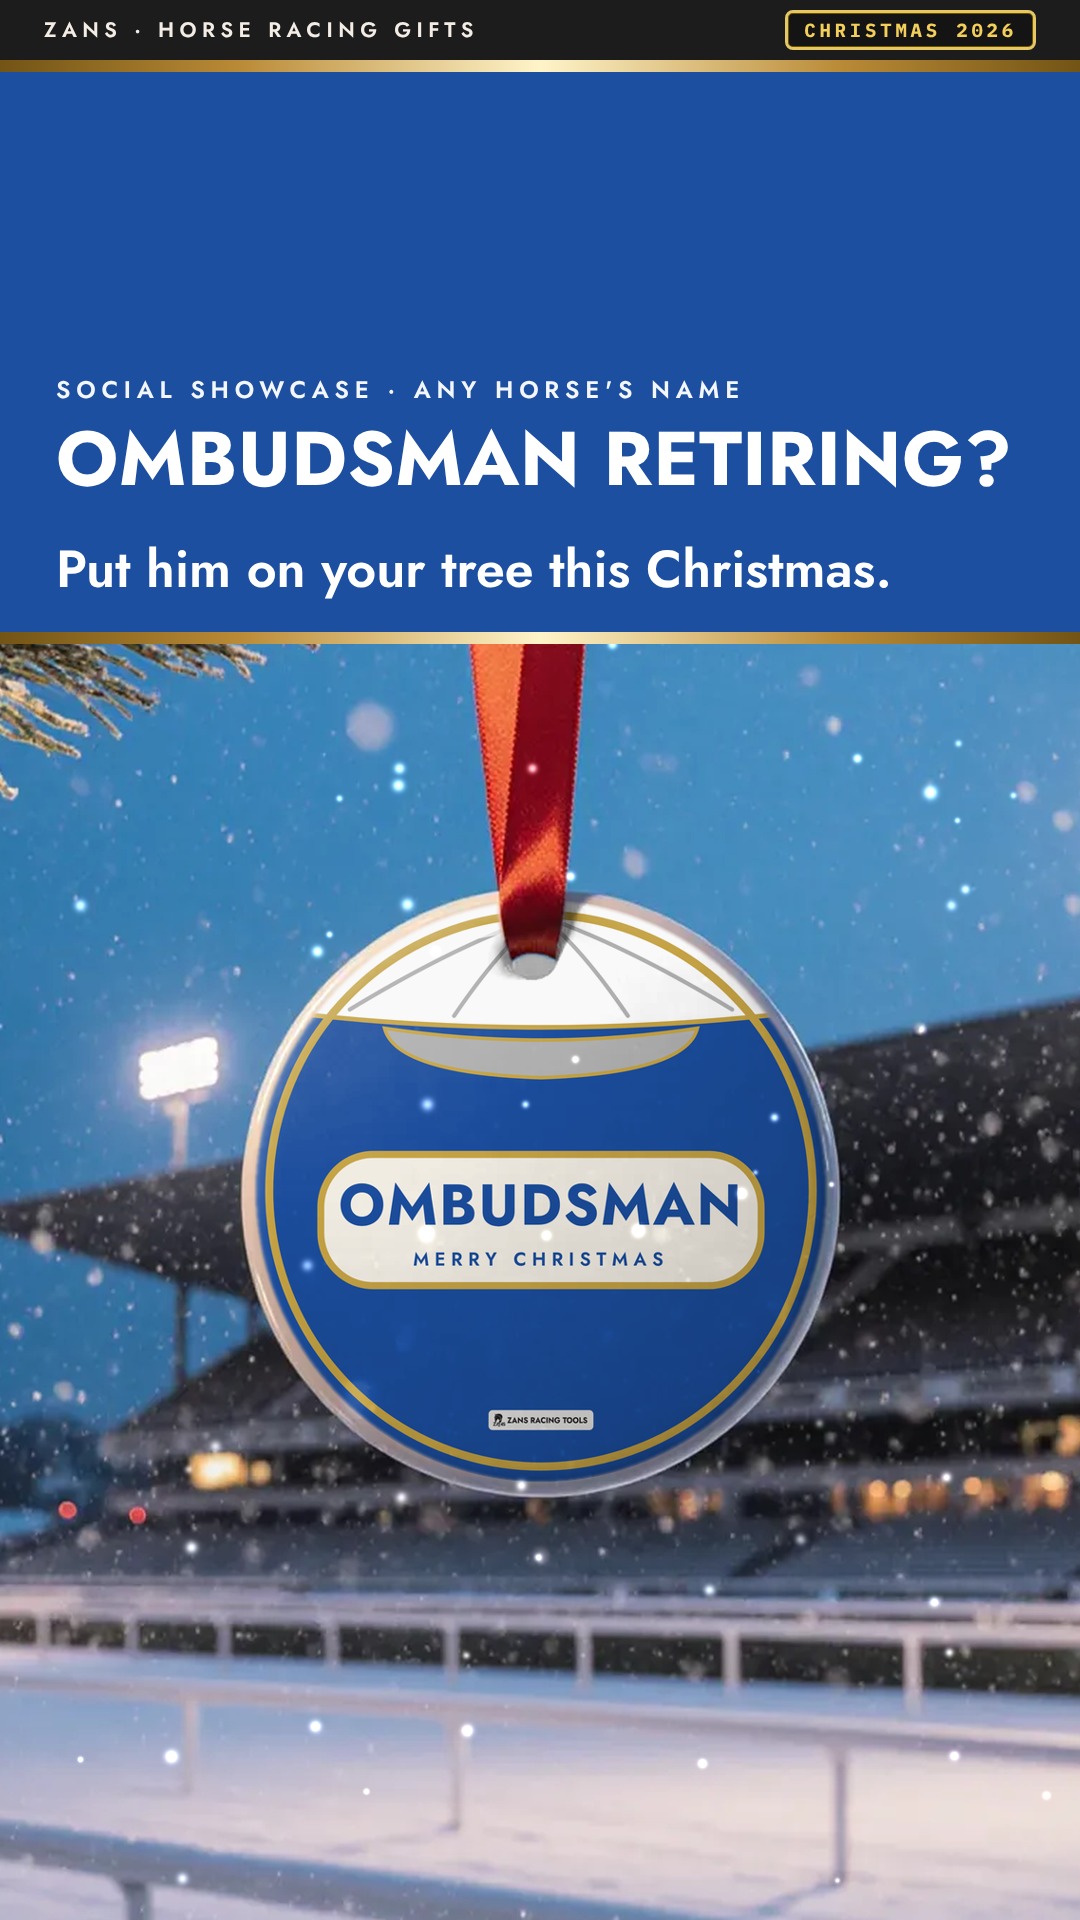 ZANS · HORSE RACING GIFTS
CHRISTMAS 2026
SOCIAL SHOWCASE · ANY HORSE'S NAME
OMBUDSMAN RETIRING?
Put him on your tree this Christmas.
OMBUDSMAN
MERRY CHRISTMAS
ZANS RACING TOOLS